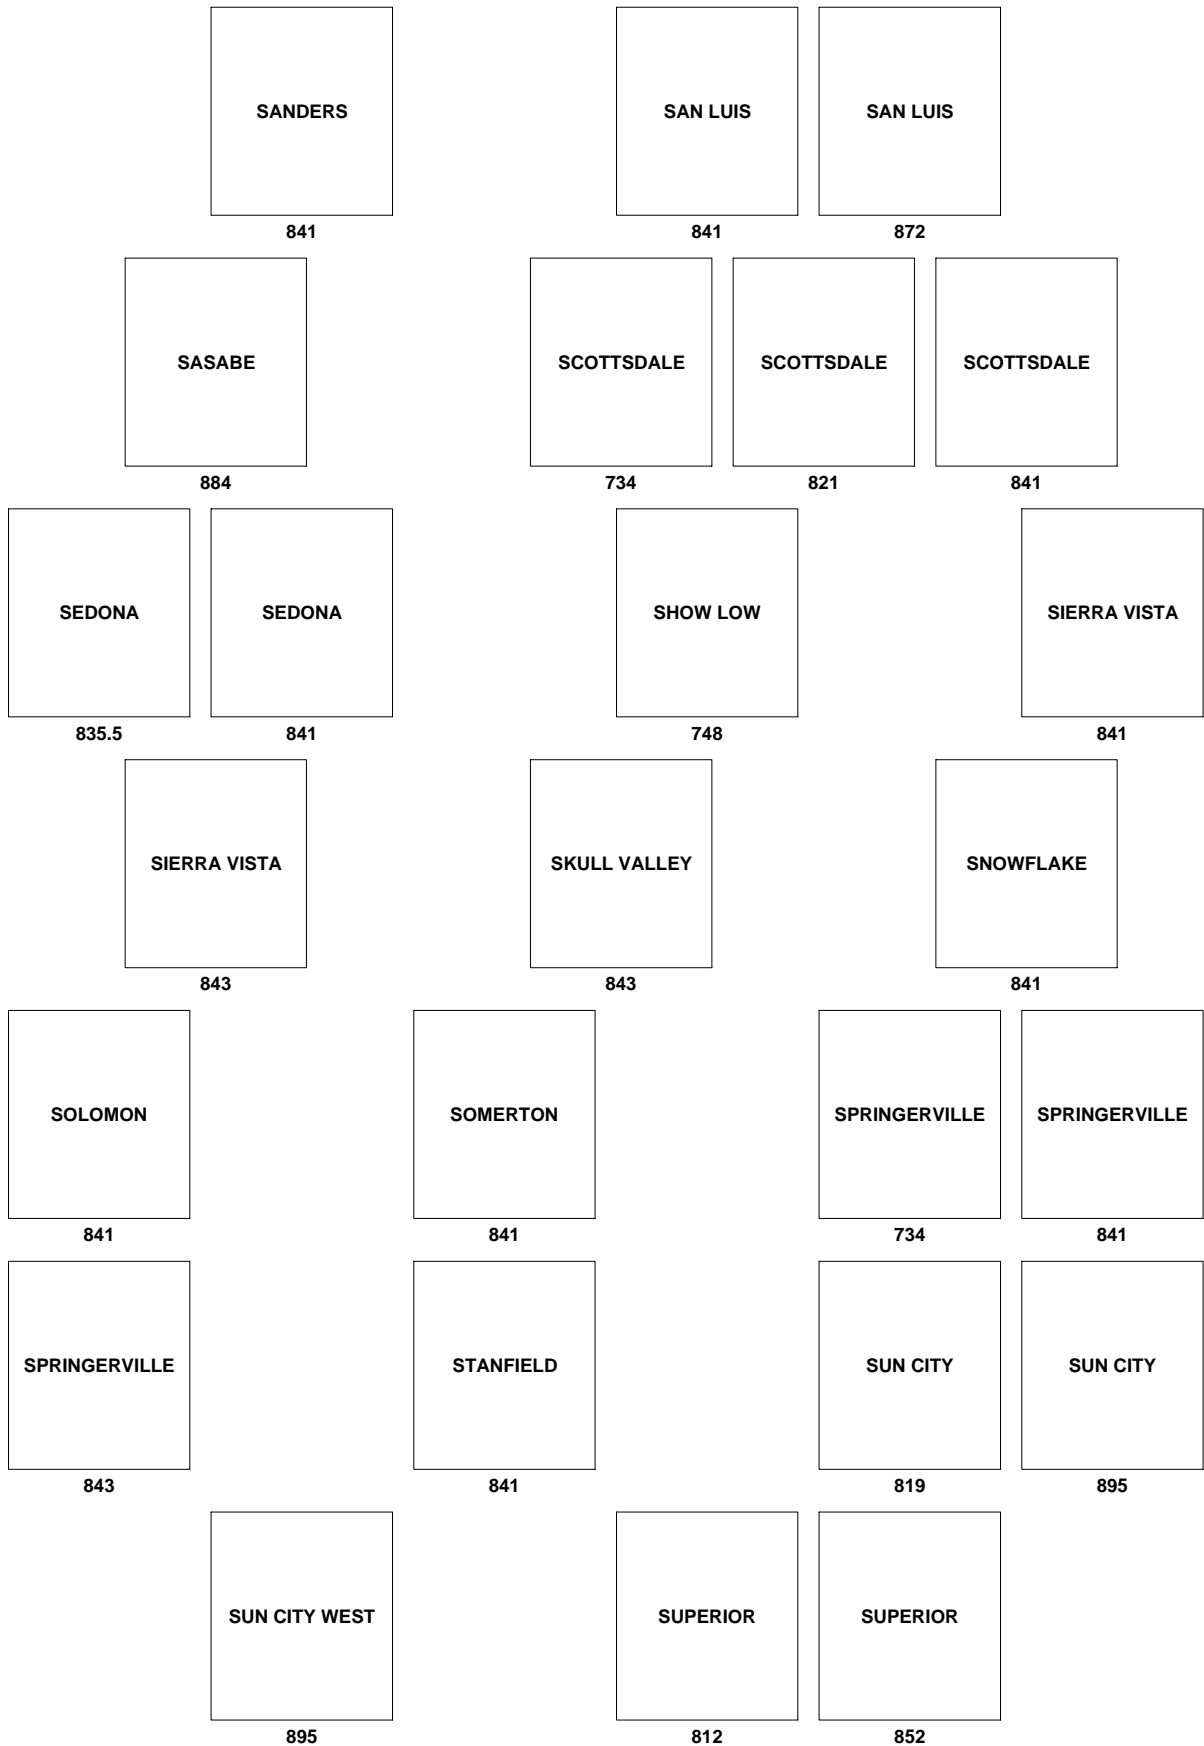 SANDERS SAN LUIS SAN LUIS
841 841 872
SASABE SCOTTSDALE SCOTTSDALE SCOTTSDALE
884 734 821 841
SEDONA SEDONA SHOW LOW SIERRA VISTA
835.5 841 748 841
SIERRA VISTA SKULL VALLEY SNOWFLAKE
843 843 841
SOLOMON SOMERTON SPRINGERVILLE SPRINGERVILLE
841 841 734 841
SPRINGERVILLE STANFIELD SUN CITY SUN CITY
843 841 819 895
SUN CITY WEST SUPERIOR SUPERIOR
895 812 852